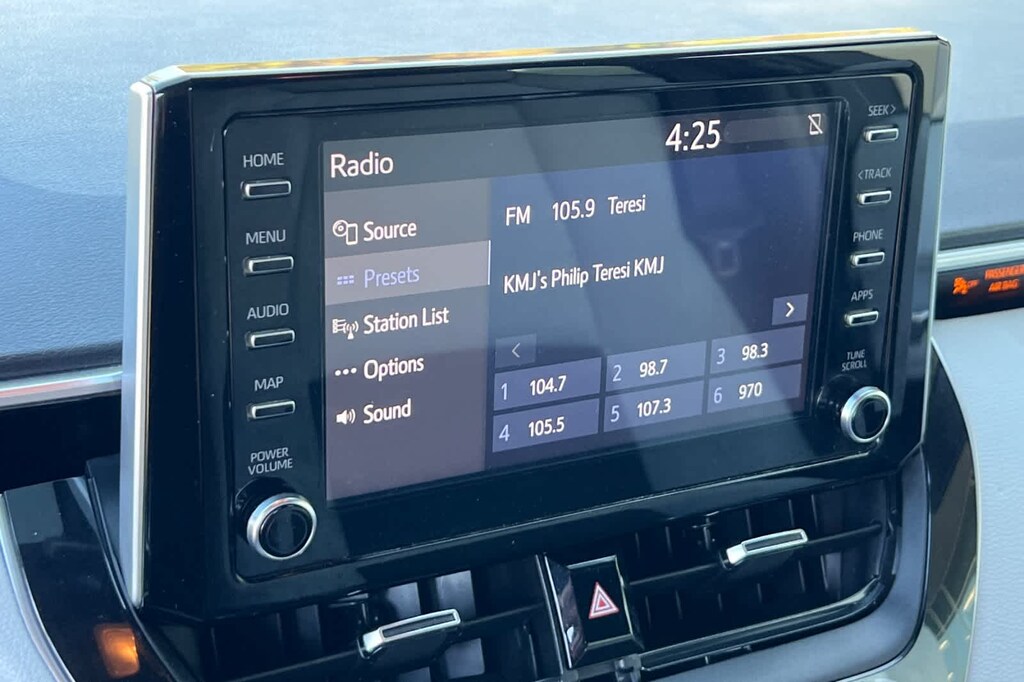 HOME
MENU
AUDIO
MAP
POWER
VOLUME
Radio
4:25
Source
Presets
Station List
Options
Sound
FM 105.9 Teresi
KMJ's Philip Teresi KMJ
<
>
1 104.7
2 98.7
3 98.3
4 105.5
5 107.3
6 970
SEEK >
< TRACK
PHONE
APPS
TUNE
SCROLL
PASSENGER
AIR BAG
OFF